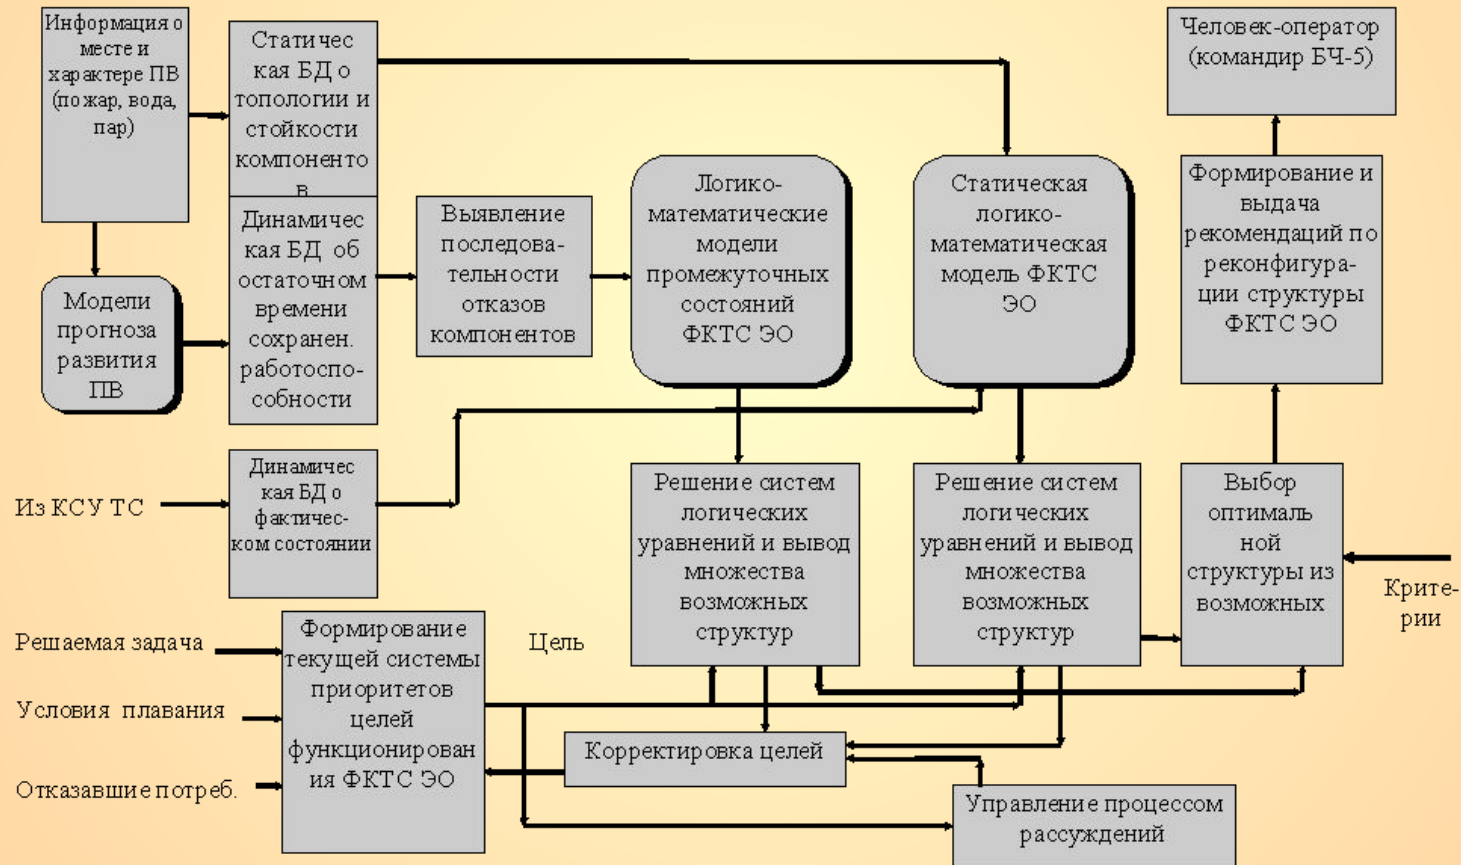 Информация о
месте и
характере ПВ
(пожар, вода,
пар)
Статичес
кая БД о
топологии и
стойкости
компоненто
в
Человек-оператор
(командир БЧ-5)
Модели
прогноза
развития
ПВ
Динамичес
кая БД об
остаточном
времени
сохранен.
работоспо-
собности
Выявление
последова-
тельности
отказов
компонентов
Логико-
математические
модели
промежуточных
состояний
ФКТС ЭО
Статическая
логико-
математическая
модель ФКТС
ЭО
Формирование и
выдача
рекомендаций по
реконфигура-
ции структуры
ФКТС ЭО
Из КСУ ТС
Динамичес
кая БД о
фактичес-
ком состоянии
Решение систем
логических
уравнений и вывод
множества
возможных
структур
Решение систем
логических
уравнений и вывод
множества
возможных
структур
Выбор
оптималь
ной
структуры из
возможных
Крите-
рии
Решаемая задача
Условия плавания
Отказавшие потреб.
Формирование
текущей системы
приоритетов
целей
функционирован
ия ФКТС ЭО
Цель
Корректировка целей
Управление процессом
рассуждений